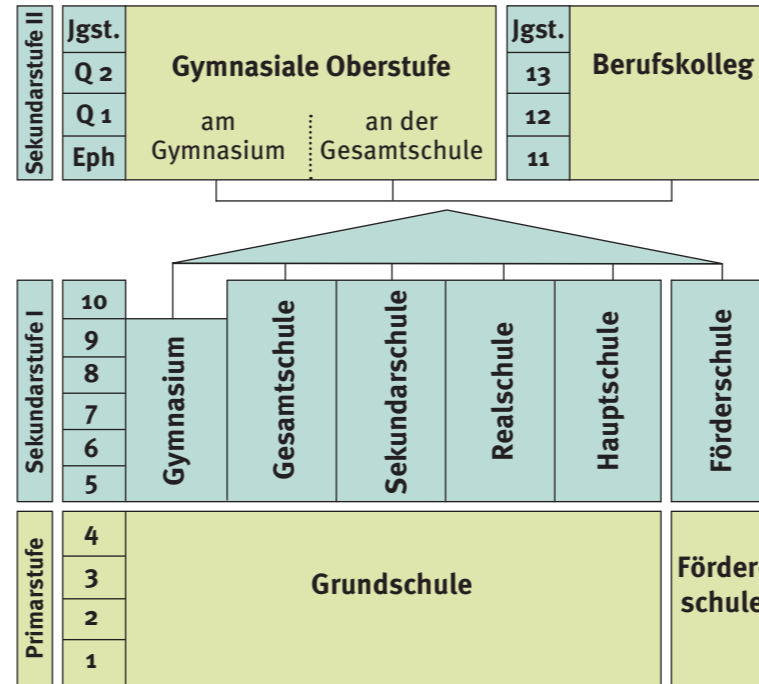 Sekundarstufe II
Jgst.
Q 2
Q 1
Eph
Gymnasiale Oberstufe
am
Gymnasium
an der
Gesamtschule
Jgst.
13
12
11
Berufskolleg
Sekundarstufe I
10
9
8
7
6
5
Gymnasium
Gesamtschule
Sekundarschule
Realschule
Hauptschule
Förderschule
Primarstufe
4
3
2
1
Grundschule
Förder-
schule